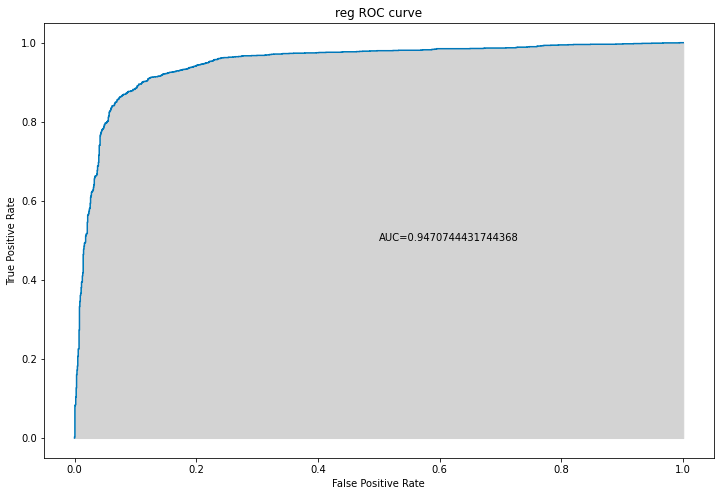 reg ROC curve
1.0
0.8
0.6
0.4
0.2
0.0
True Positive Rate
AUC=0.9470744431744368
0.0 0.2 0.4 0.6 0.8 1.0
False Positive Rate